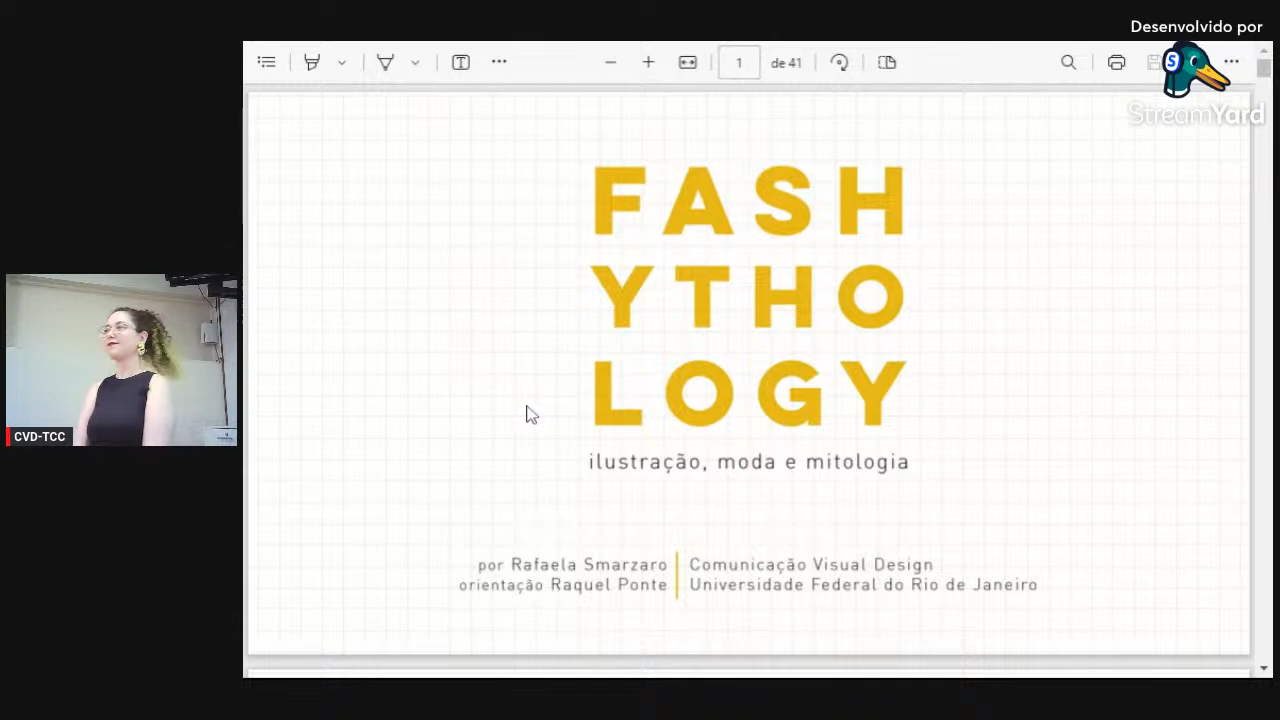 Desenvolvido por
StreamYard
1 de 41
FASH
YTHO
LOGY
ilustração, moda e mitologia
por Rafaela Smarzaro
orientação Raquel Ponte
Comunicação Visual Design
Universidade Federal do Rio de Janeiro
CVD-TCC